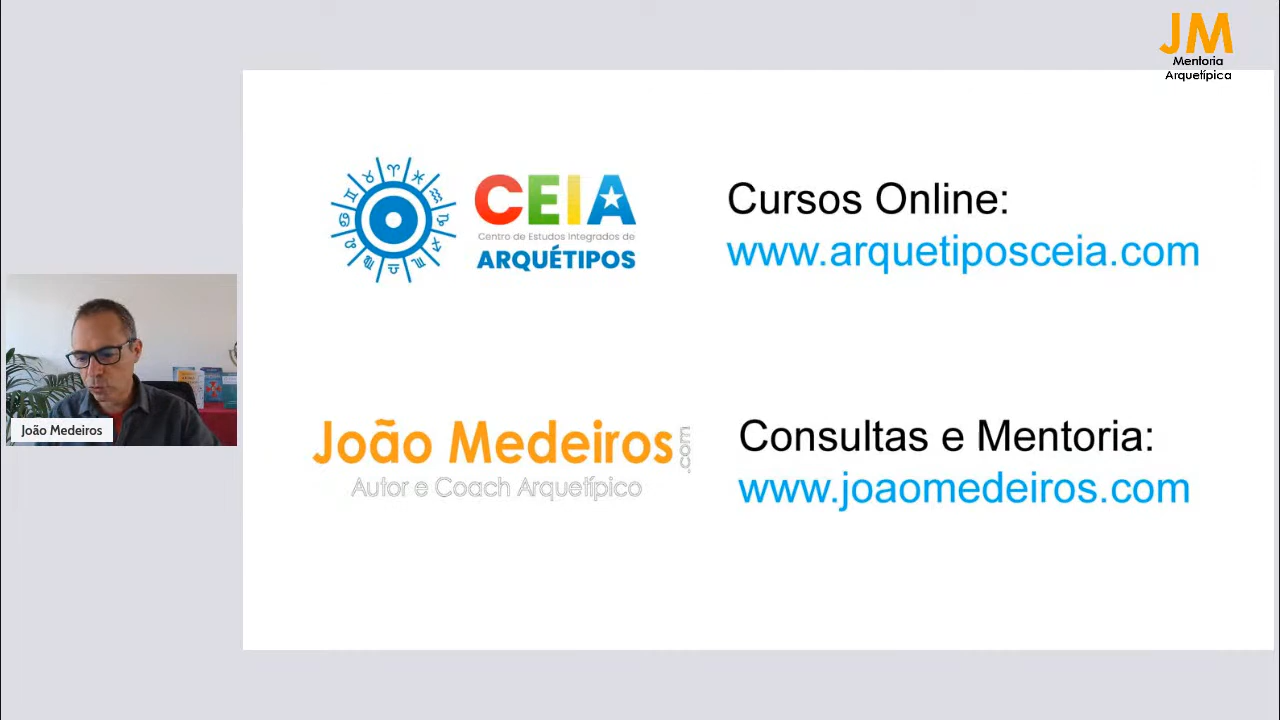 JM
Mentoria
Arquetípica
CEIA
Centro de Estudos Integrados de
ARQUÉTIPOS
Cursos Online:
www.arquetiposceia.com
João Medeiros
João Medeiros.com
Autor e Coach Arquetípico
Consultas e Mentoria:
www.joaomedeiros.com